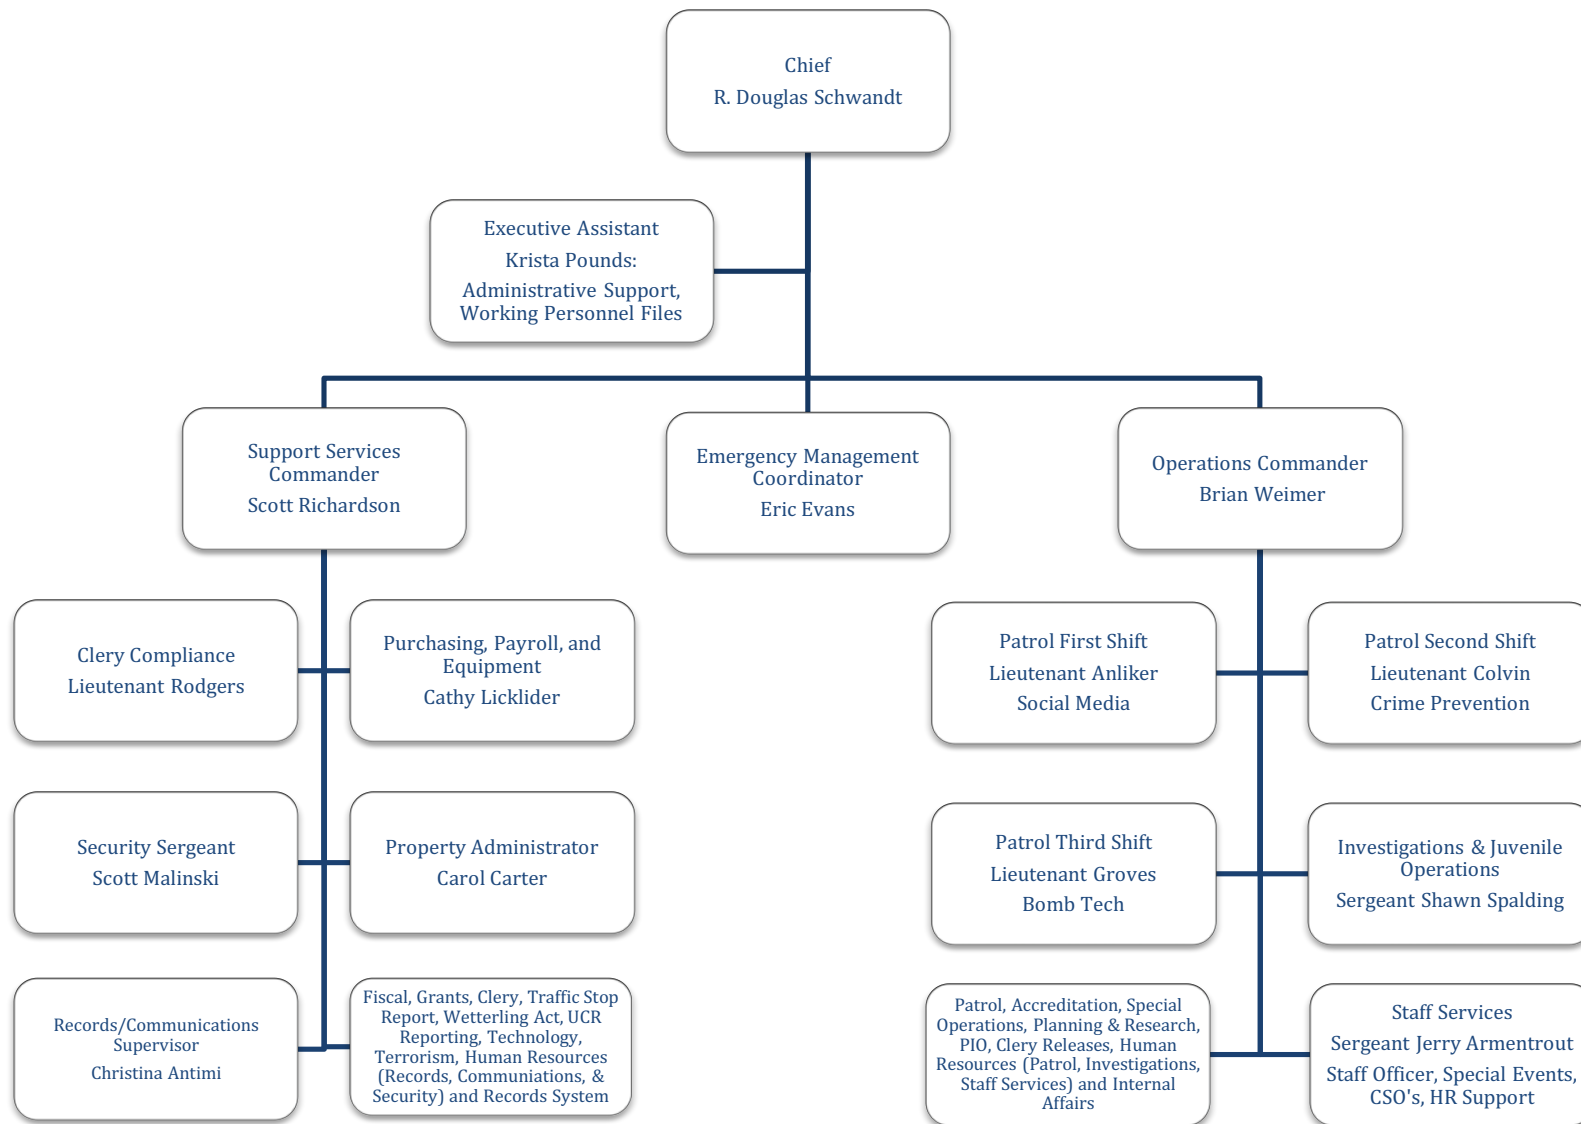 Chief
R. Douglas Schwandt
Executive Assistant
Krista Pounds:
Administrative Support,
Working Personnel Files
Support Services
Commander
Scott Richardson
Emergency Management
Coordinator
Eric Evans
Operations Commander
Brian Weimer
Clery Compliance
Lieutenant Rodgers
Purchasing, Payroll, and
Equipment
Cathy Licklider
Patrol First Shift
Lieutenant Anliker
Social Media
Patrol Second Shift
Lieutenant Colvin
Crime Prevention
Security Sergeant
Scott Malinski
Property Administrator
Carol Carter
Patrol Third Shift
Lieutenant Groves
Bomb Tech
Investigations & Juvenile
Operations
Sergeant Shawn Spalding
Records/Communications
Supervisor
Christina Antimi
Fiscal, Grants, Clery, Traffic Stop
Report, Wetterling Act, UCR
Reporting, Technology,
Terrorism, Human Resources
(Records, Communiations, &
Security) and Records System
Patrol, Accreditation, Special
Operations, Planning & Research,
PIO, Clery Releases, Human
Resources (Patrol, Investigations,
Staff Services) and Internal
Affairs
Staff Services
Sergeant Jerry Armentrout
Staff Officer, Special Events,
CSO's, HR Support